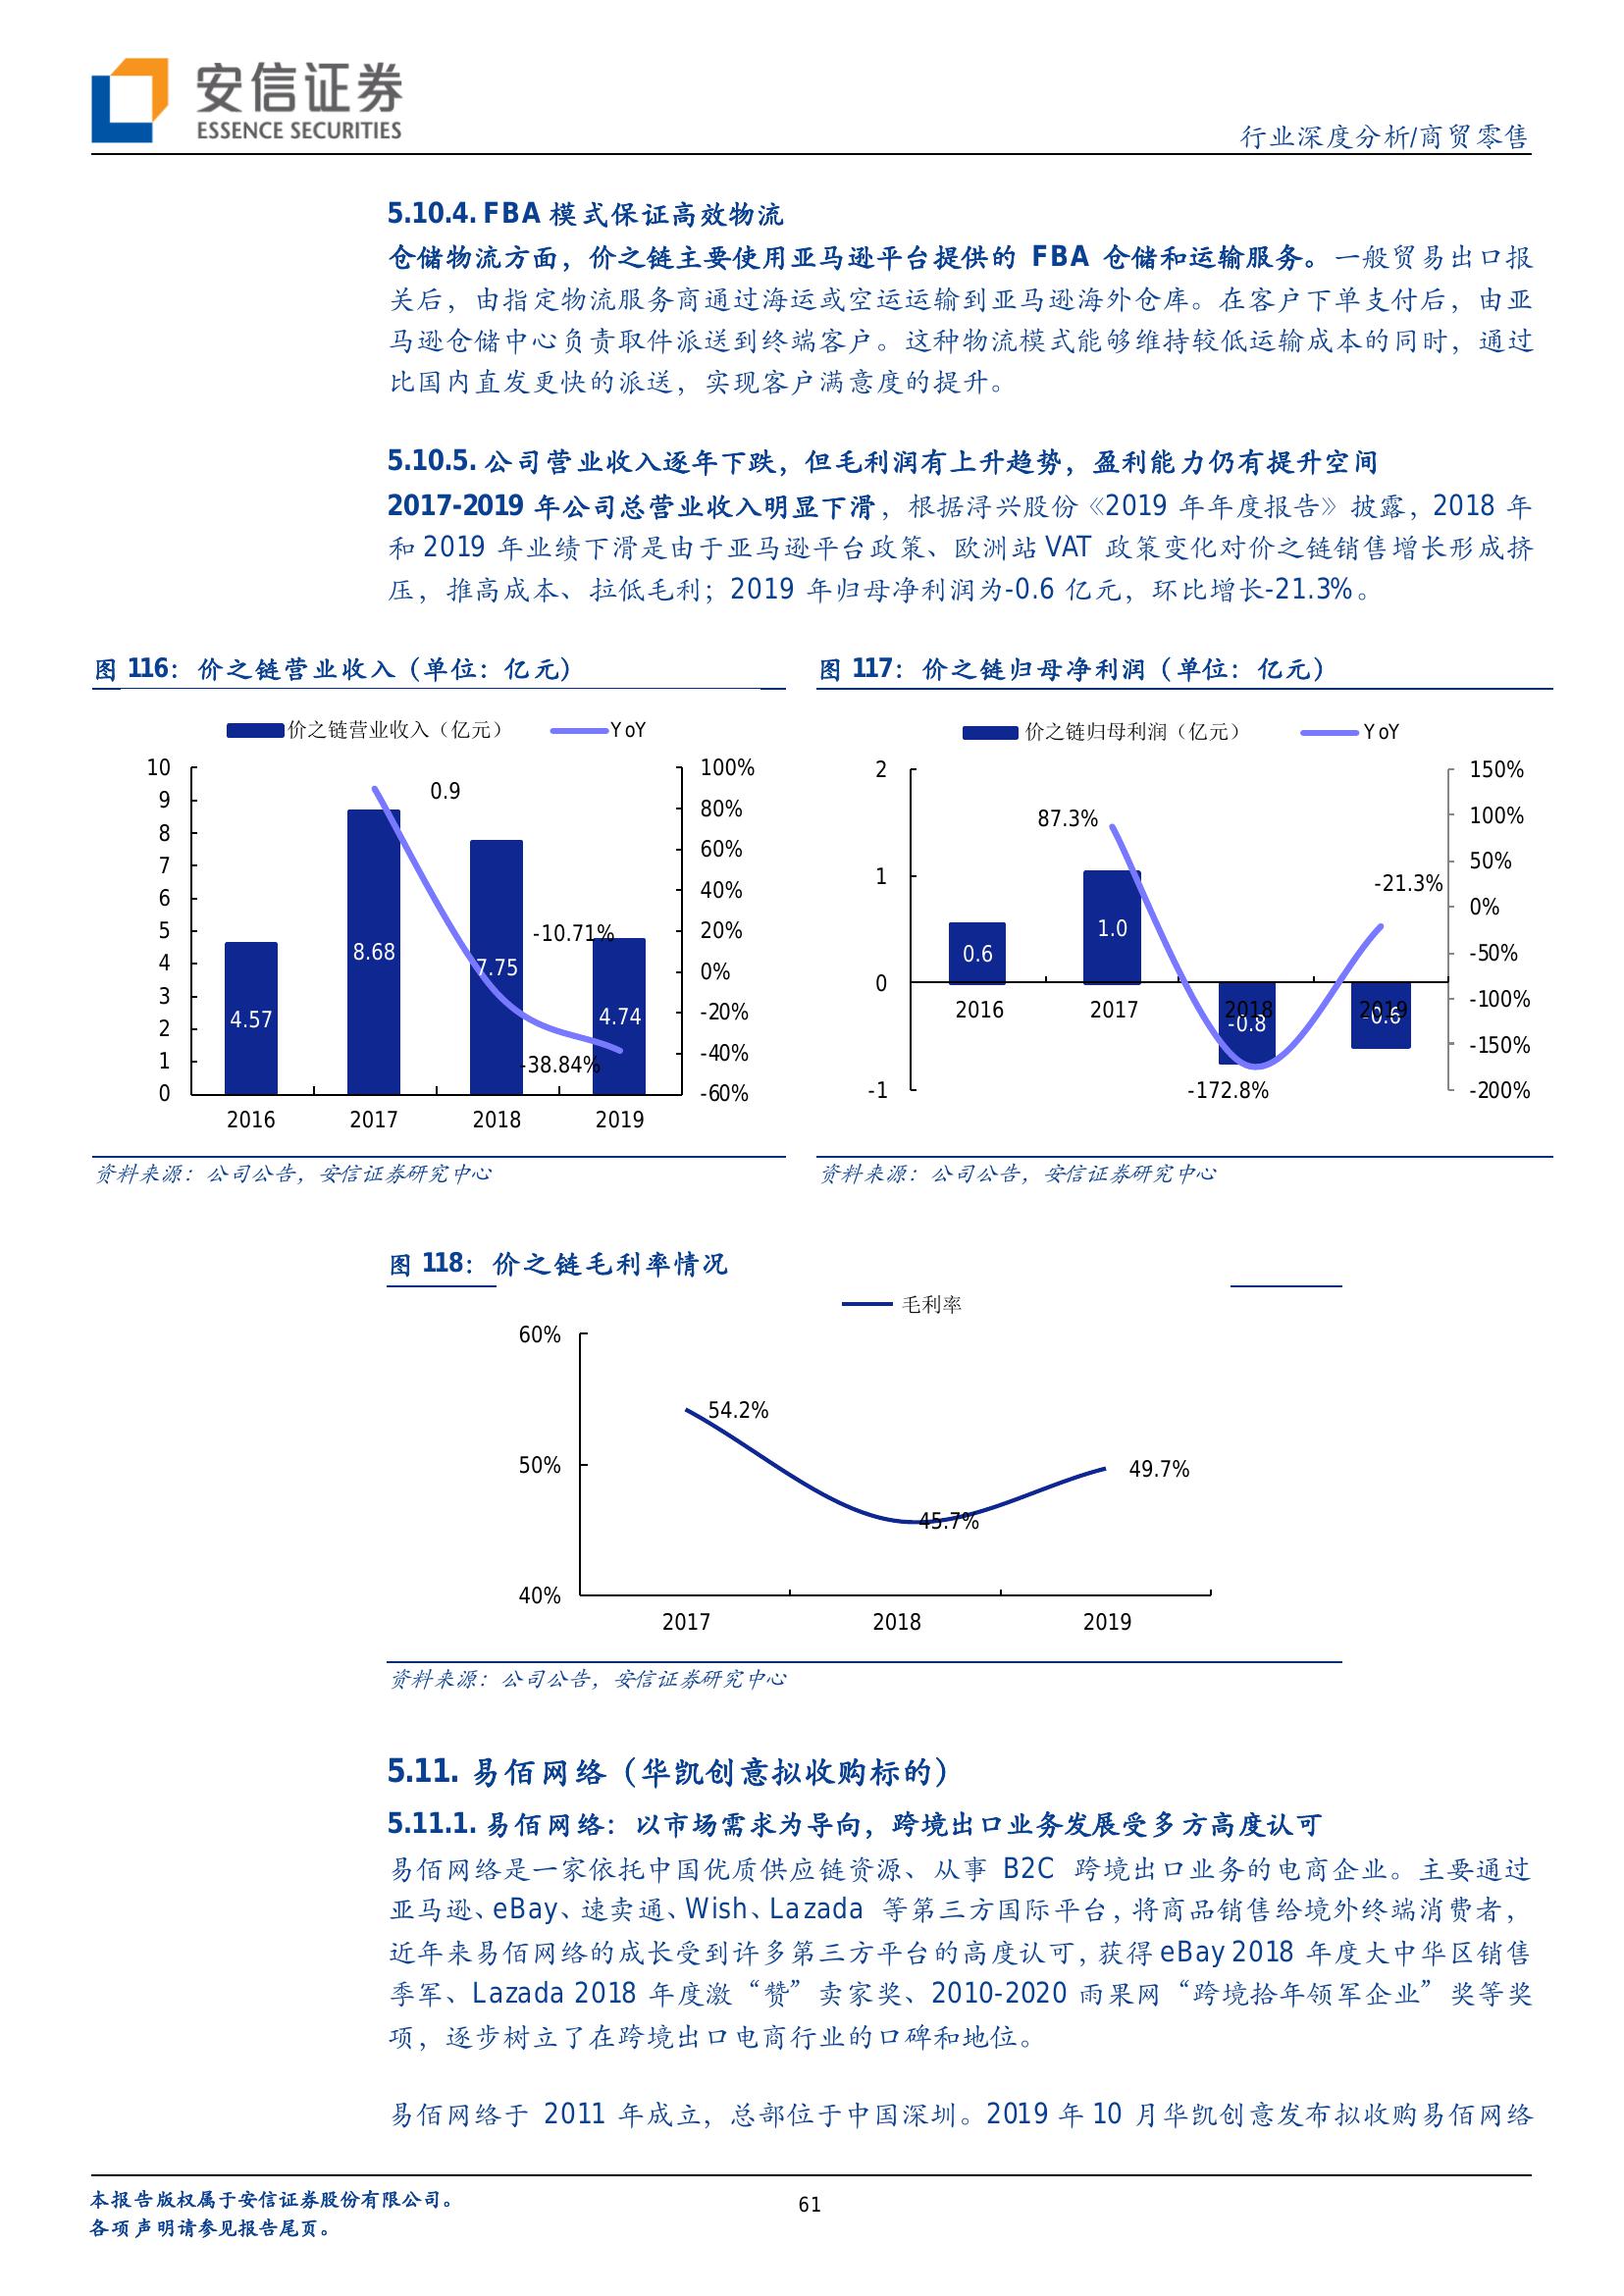 安信证券
ESSENCE SECURITIES
行业深度分析/商贸零售
5.10.4. FBA 模式保证高效物流
仓储物流方面，价之链主要使用亚马逊平台提供的 FBA 仓储和运输服务。一般贸易出口报
关后，由指定物流服务商通过海运或空运运输到亚马逊海外仓库。在客户下单支付后，由亚
马逊仓储中心负责取件派送到终端客户。这种物流模式能够维持较低运输成本的同时，通过
比国内直发更快的派送，实现客户满意度的提升。
5.10.5. 公司营业收入逐年下跌，但毛利润有上升趋势，盈利能力仍有提升空间
2017-2019 年公司总营业收入明显下滑，根据浔兴股份《2019 年年度报告》披露，2018 年
和 2019 年业绩下滑是由于亚马逊平台政策、欧洲站 VAT 政策变化对价之链销售增长形成挤
压，推高成本、拉低毛利；2019 年归母净利润为-0.6 亿元，环比增长-21.3%。
图 116：价之链营业收入（单位：亿元）
价之链营业收入（亿元） YoY
10 100%
9 0.9 80%
8 60%
7 40%
6 20%
5 0%
4 -20%
3 -40%
2 -60%
1
0
4.57 8.68 7.75 4.74
-10.71%
-38.84%
2016 2017 2018 2019
资料来源：公司公告，安信证券研究中心
图 117：价之链归母净利润（单位：亿元）
价之链归母利润（亿元） YoY
2 150%
1 100%
0 50%
-1 0%
-50%
-100%
-150%
-200%
87.3%
-21.3%
0.6 1.0 -0.8 -0.6
2016 2017 2018 2019
-172.8%
资料来源：公司公告，安信证券研究中心
图 118：价之链毛利率情况
毛利率
60%
54.2%
50%
49.7%
45.7%
40%
2017 2018 2019
资料来源：公司公告，安信证券研究中心
5.11. 易佰网络（华凯创意拟收购标的）
5.11.1. 易佰网络：以市场需求为导向，跨境出口业务发展受多方高度认可
易佰网络是一家依托中国优质供应链资源、从事 B2C 跨境出口业务的电商企业。主要通过
亚马逊、eBay、速卖通、Wish、Lazada 等第三方国际平台，将商品销售给境外终端消费者，
近年来易佰网络的成长受到许多第三方平台的高度认可，获得 eBay 2018 年度大中华区销售
季军、Lazada 2018 年度激“赞”卖家奖、2010-2020 雨果网“跨境拾年领军企业”奖等奖
项，逐步树立了在跨境出口电商行业的口碑和地位。
易佰网络于 2011 年成立，总部位于中国深圳。2019 年 10 月华凯创意发布拟收购易佰网络
本报告版权属于安信证券股份有限公司。
61
各项声明请参见报告尾页。